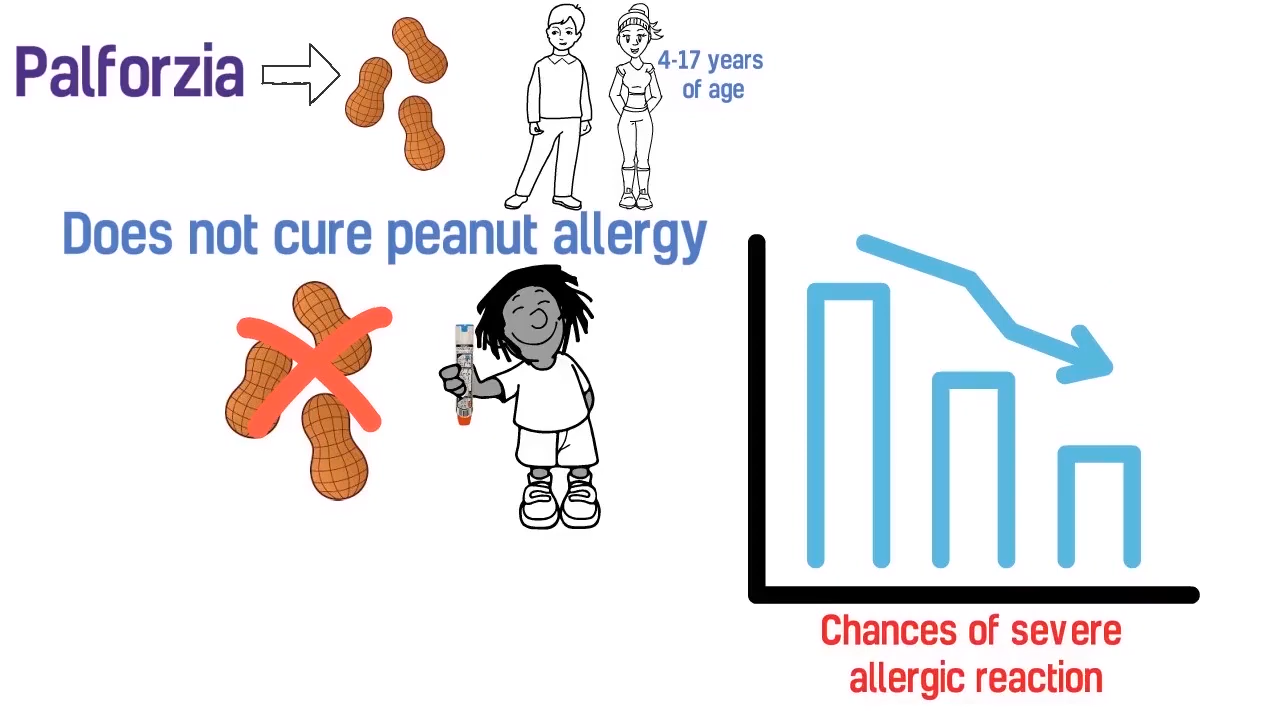 Palforzia
4-17 years
of age
Does not cure peanut allergy
Chances of severe
allergic reaction